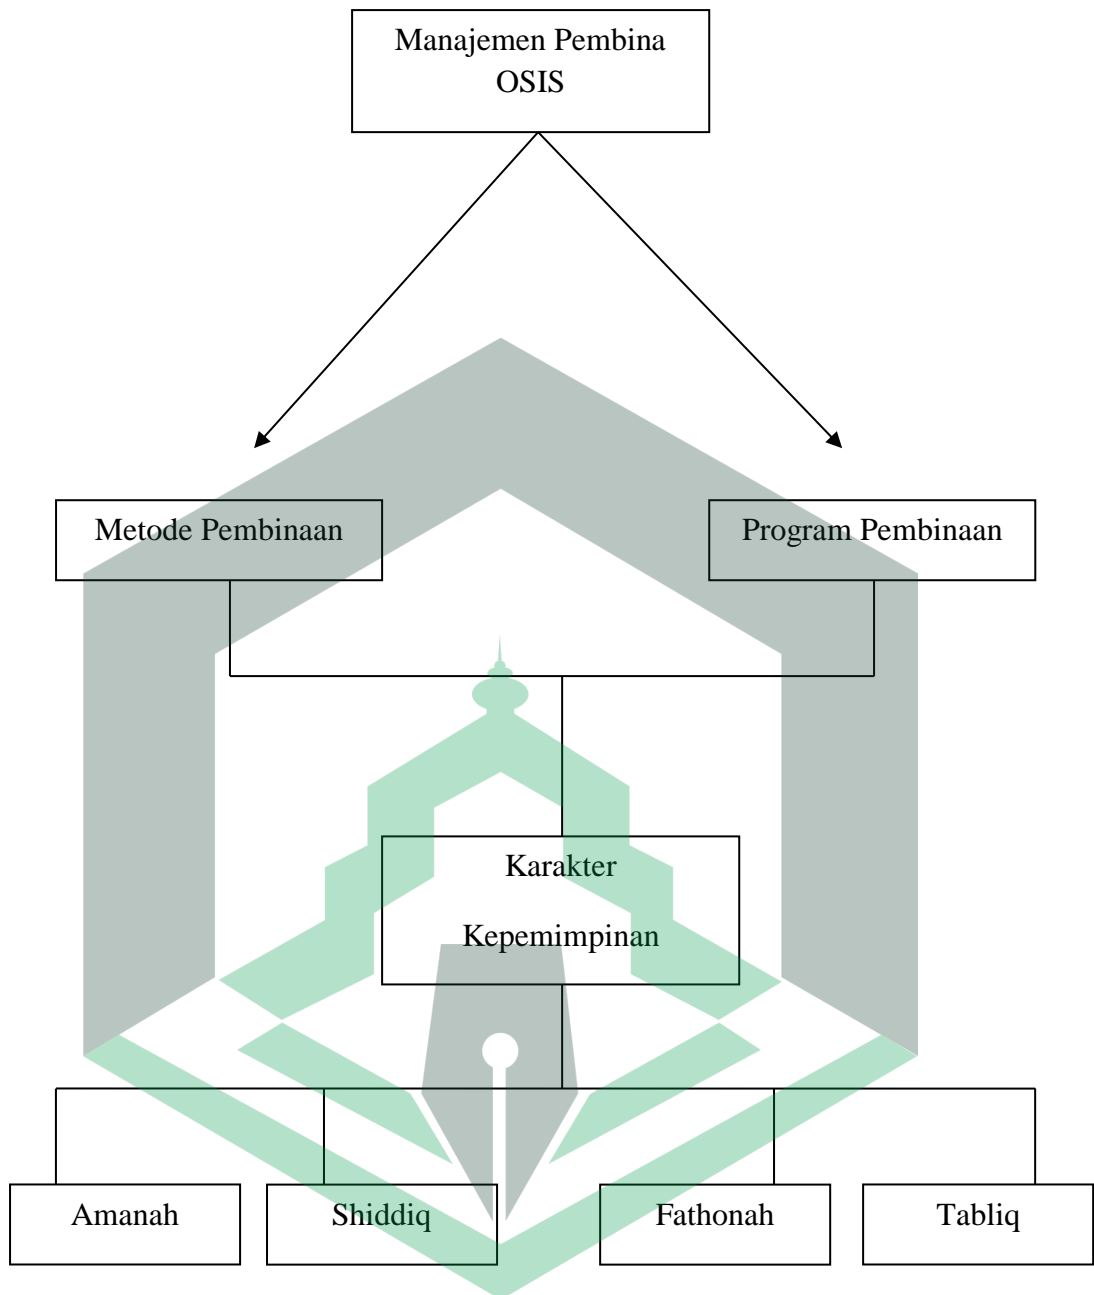 Manajemen Pembina
OSIS
Metode Pembinaan
Program Pembinaan
Karakter
Kepemimpinan
Amanah
Shiddiq
Fathonah
Tabliq